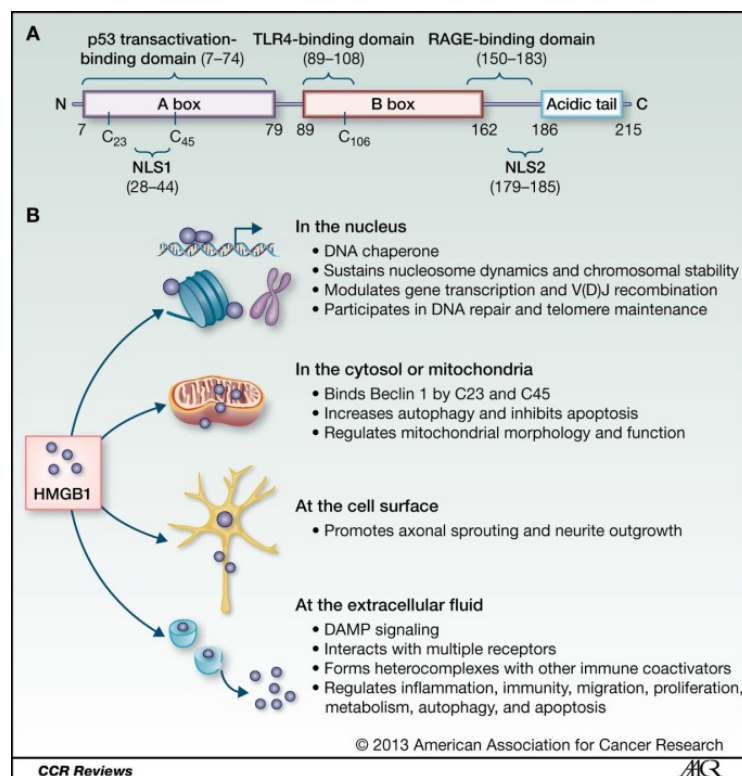 A
p53 transactivation-
binding domain (7–74)
TLR4-binding domain
(89–108)
RAGE-binding domain
(150–183)
N
A box
B box
Acidic tail
C
7
C23
C45
79
89
C106
162
186
215
NLS1
(28–44)
NLS2
(179–185)
B
In the nucleus
• DNA chaperone
• Sustains nucleosome dynamics and chromosomal stability
• Modulates gene transcription and V(D)J recombination
• Participates in DNA repair and telomere maintenance
In the cytosol or mitochondria
• Binds Beclin 1 by C23 and C45
• Increases autophagy and inhibits apoptosis
• Regulates mitochondrial morphology and function
HMGB1
At the cell surface
• Promotes axonal sprouting and neurite outgrowth
At the extracellular fluid
• DAMP signaling
• Interacts with multiple receptors
• Forms heterocomplexes with other immune coactivators
• Regulates inflammation, immunity, migration, proliferation,
metabolism, autophagy, and apoptosis
© 2013 American Association for Cancer Research
CCR Reviews
AACR